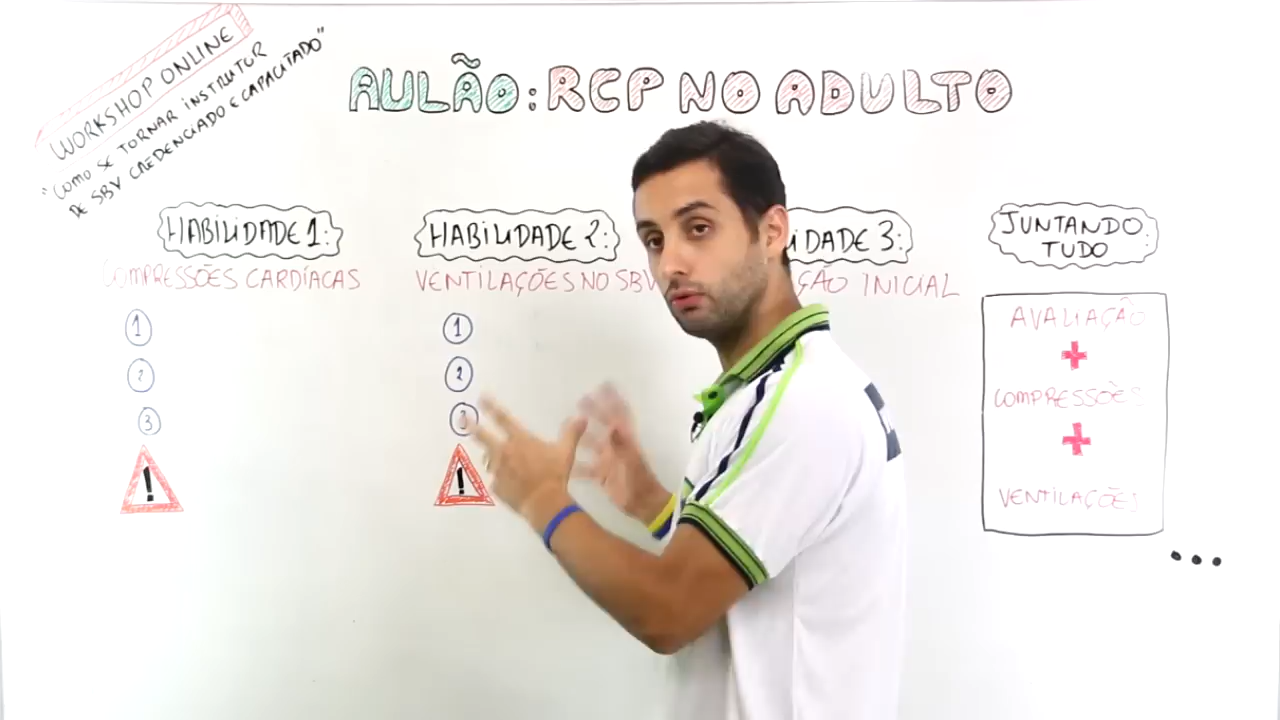 WORKSHOP ONLINE
"COMO SE TORNAR INSTRUTOR
DE SBV CREDENCIADO E CAPACITADO"
AULÃO: RCP NO ADULTO
HABILIDADE 1:
COMPRESSÕES CARDÍACAS
1
2
3
!
HABILIDADE 2:
VENTILAÇÕES NO SBV
1
2
3
!
IDADE 3:
ÇÃO INICIAL
JUNTANDO
TUDO
AVALIAÇÃO
+
COMPRESSÕES
+
VENTILAÇÕES
...